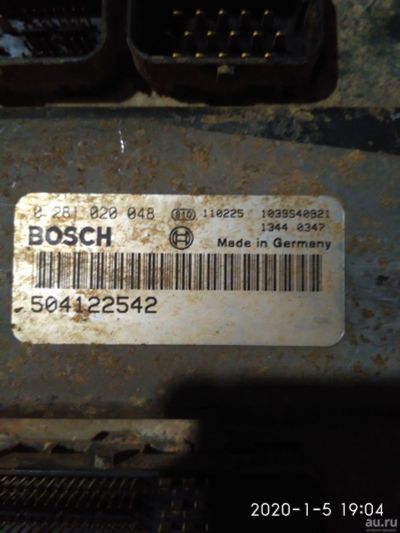 0 281 020 048 810 110225 1039S40921
1344 0347
BOSCH Made in Germany
504122542
2020-1-5 19:04
au.ru